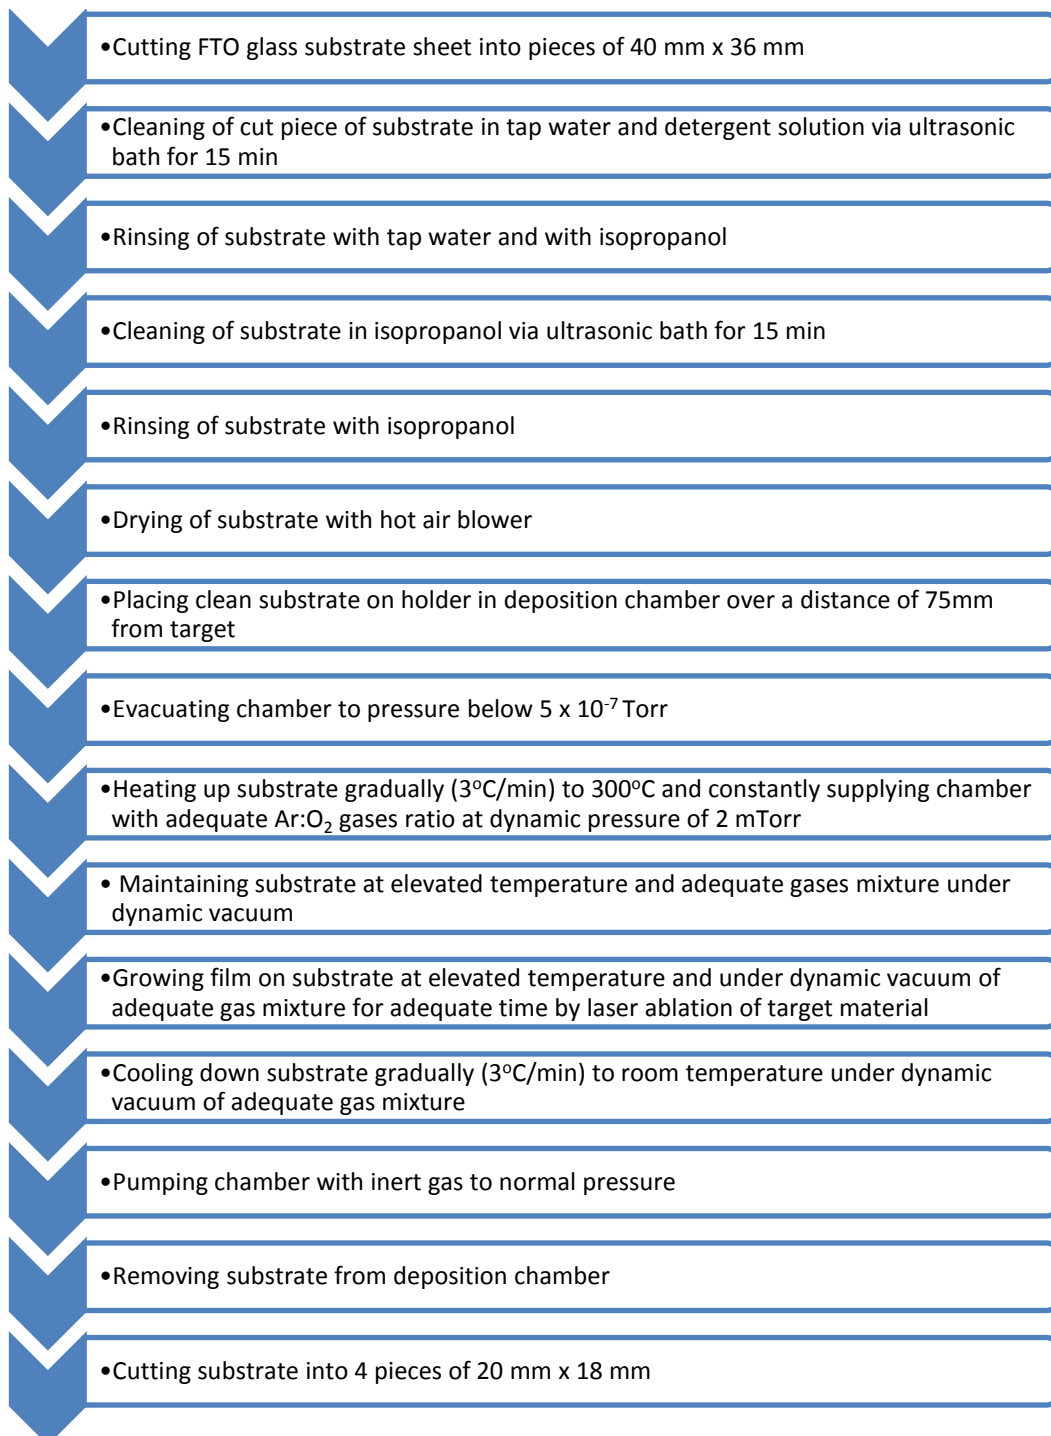 •Cutting FTO glass substrate sheet into pieces of 40 mm x 36 mm
•Cleaning of cut piece of substrate in tap water and detergent solution via ultrasonic
bath for 15 min
•Rinsing of substrate with tap water and with isopropanol
•Cleaning of substrate in isopropanol via ultrasonic bath for 15 min
•Rinsing of substrate with isopropanol
•Drying of substrate with hot air blower
•Placing clean substrate on holder in deposition chamber over a distance of 75mm
from target
•Evacuating chamber to pressure below 5 x 10⁻⁷ Torr
•Heating up substrate gradually (3ᵒC/min) to 300ᵒC and constantly supplying chamber
with adequate Ar:O₂ gases ratio at dynamic pressure of 2 mTorr
• Maintaining substrate at elevated temperature and adequate gases mixture under
dynamic vacuum
•Growing film on substrate at elevated temperature and under dynamic vacuum of
adequate gas mixture for adequate time by laser ablation of target material
•Cooling down substrate gradually (3ᵒC/min) to room temperature under dynamic
vacuum of adequate gas mixture
•Pumping chamber with inert gas to normal pressure
•Removing substrate from deposition chamber
•Cutting substrate into 4 pieces of 20 mm x 18 mm